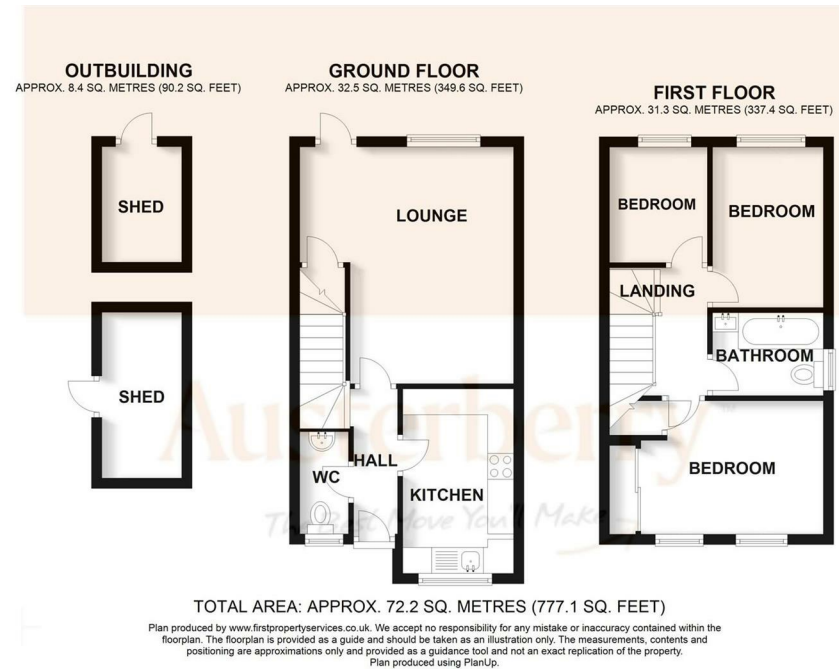 OUTBUILDING
APPROX. 8.4 SQ. METRES (90.2 SQ. FEET)
SHED
SHED
GROUND FLOOR
APPROX. 32.5 SQ. METRES (349.6 SQ. FEET)
LOUNGE
WC
HALL
KITCHEN
FIRST FLOOR
APPROX. 31.3 SQ. METRES (337.4 SQ. FEET)
BEDROOM
BEDROOM
LANDING
BATHROOM
BEDROOM
Austerberry
The Best Move You'll Make
TOTAL AREA: APPROX. 72.2 SQ. METRES (777.1 SQ. FEET)
Plan produced by www.firstpropertyservices.co.uk. We accept no responsibility for any mistake or inaccuracy contained within the
floorplan. The floorplan is provided as a guide and should be taken as an illustration only. The measurements, contents and
positioning are approximations only and provided as a guidance tool and not an exact replication of the property.
Plan produced using PlanUp.